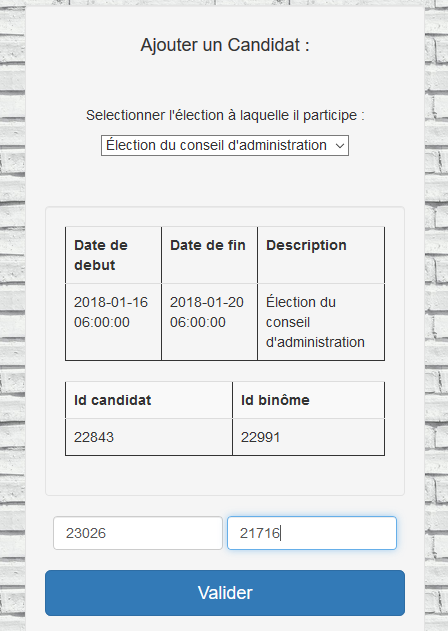 Ajouter un Candidat :
Selectionner l'élection à laquelle il participe :
Élection du conseil d'administration
Date de debut
Date de fin
Description
2018-01-16 06:00:00
2018-01-20 06:00:00
Élection du conseil d'administration
Id candidat
Id binôme
22843
22991
23026
21716
Valider